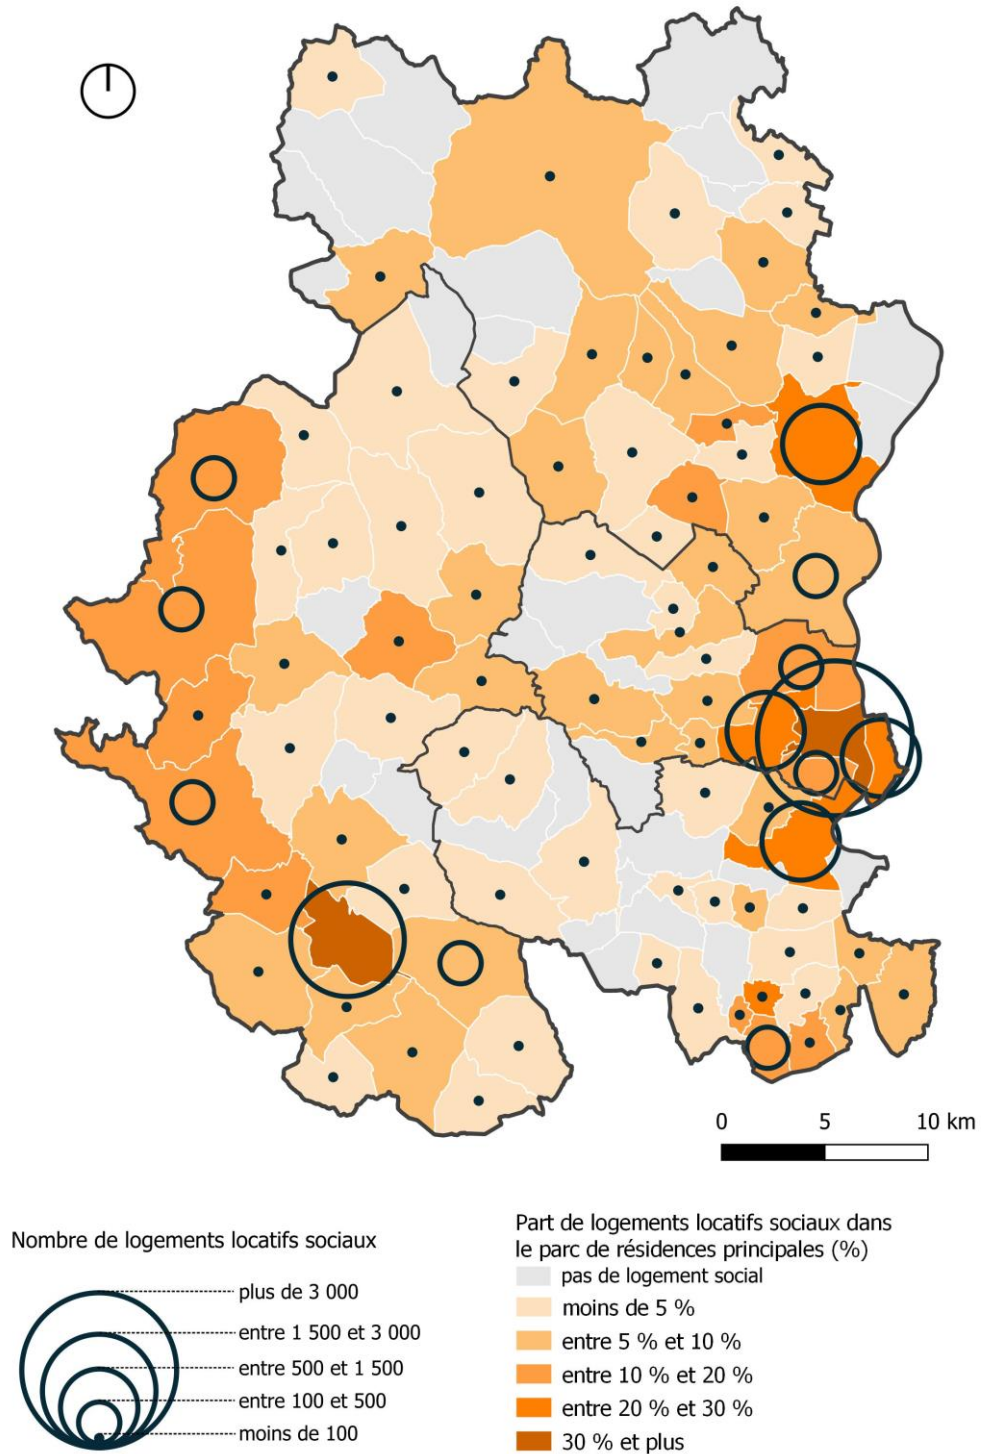 0 5 10 km
Nombre de logements locatifs sociaux
plus de 3 000
entre 1 500 et 3 000
entre 500 et 1 500
entre 100 et 500
moins de 100
Part de logements locatifs sociaux dans
le parc de résidences principales (%)
pas de logement social
moins de 5 %
entre 5 % et 10 %
entre 10 % et 20 %
entre 20 % et 30 %
30 % et plus